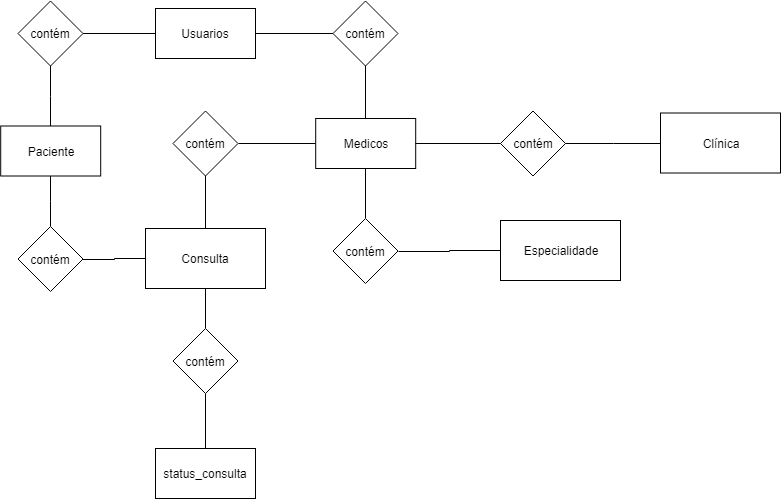 contém
Usuarios
contém
Paciente
contém
Medicos
contém
Clínica
contém
Consulta
contém
Especialidade
contém
status_consulta